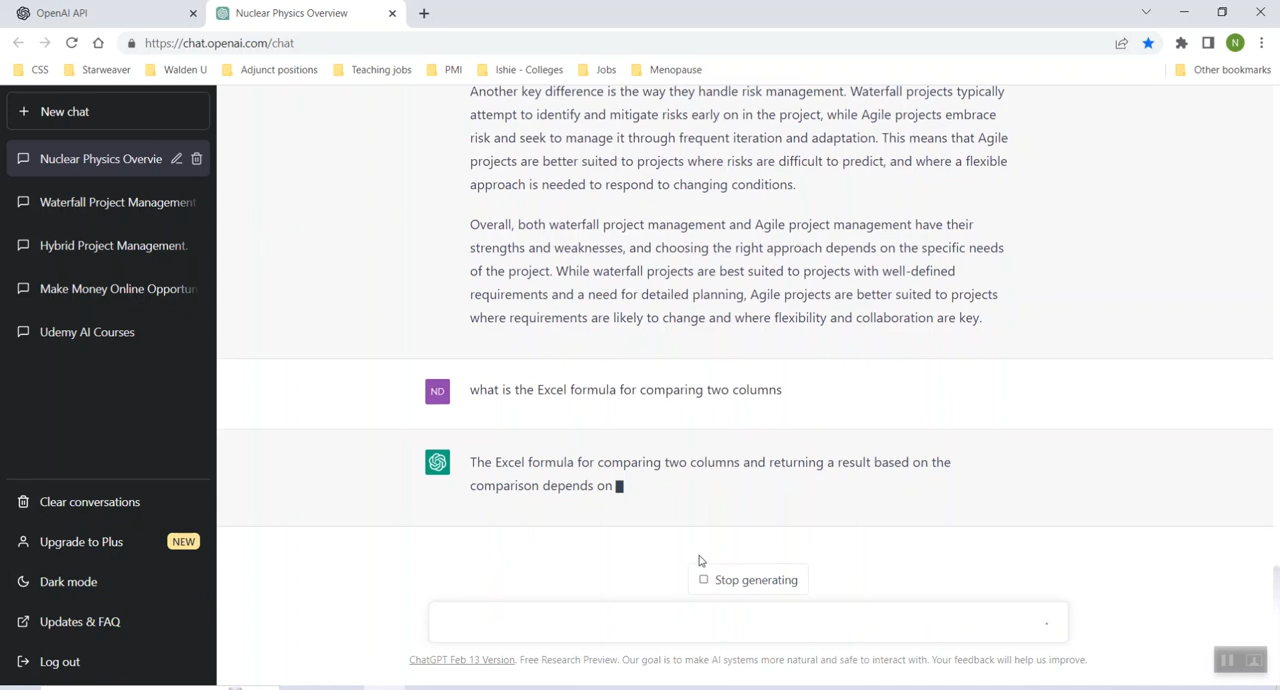 OpenAI API
Nuclear Physics Overview
https://chat.openai.com/chat
N
CSS
Starweaver
Walden U
Adjunct positions
Teaching jobs
PMI
Ishie - Colleges
Jobs
Menopause
Other bookmarks
New chat
Nuclear Physics Overvie
Waterfall Project Management
Hybrid Project Management.
Make Money Online Opportun
Udemy AI Courses
Clear conversations
Upgrade to Plus
NEW
Dark mode
Updates & FAQ
Log out
Another key difference is the way they handle risk management. Waterfall projects typically
attempt to identify and mitigate risks early on in the project, while Agile projects embrace
risk and seek to manage it through frequent iteration and adaptation. This means that Agile
projects are better suited to projects where risks are difficult to predict, and where a flexible
approach is needed to respond to changing conditions.
Overall, both waterfall project management and Agile project management have their
strengths and weaknesses, and choosing the right approach depends on the specific needs
of the project. While waterfall projects are best suited to projects with well-defined
requirements and a need for detailed planning, Agile projects are better suited to projects
where requirements are likely to change and where flexibility and collaboration are key.
ND
what is the Excel formula for comparing two columns
The Excel formula for comparing two columns and returning a result based on the
comparison depends on
Stop generating
ChatGPT Feb 13 Version. Free Research Preview. Our goal is to make AI systems more natural and safe to interact with. Your feedback will help us improve.